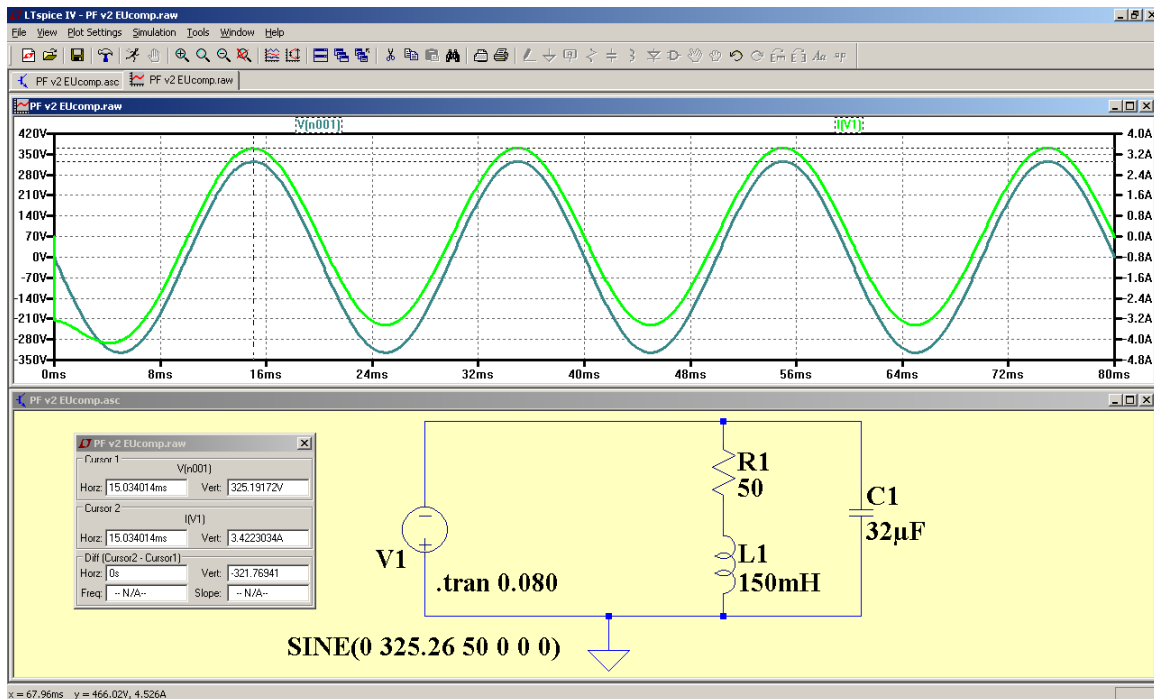 LTspice IV - PF v2 EUcomp.raw
File View Plot Settings Simulation Tools Window Help
PF v2 EUcomp.asc PF v2 EUcomp.raw
PF v2 EUcomp.raw
V(n001) I(V1)
420V 4.0A
350V 3.2A
280V 2.4A
210V 1.6A
140V 0.8A
70V 0.0A
0V -0.8A
-70V -1.6A
-140V -2.4A
-210V -3.2A
-280V -4.0A
-350V -4.8A
0ms 8ms 16ms 24ms 32ms 40ms 48ms 56ms 64ms 72ms 80ms
PF v2 EUcomp.asc
PF v2 EUcomp.raw
Cursor 1
V(n001)
Horz: 15.034014ms Vert: 325.19172V
Cursor 2
I(V1)
Horz: 15.034014ms Vert: 3.4223034A
Diff (Cursor2 - Cursor1)
Horz: 0s Vert: -321.76941
Freq: -- N/A-- Slope: -- N/A--
R1
50
C1
32µF
V1
L1
150mH
.tran 0.080
SINE(0 325.26 50 0 0 0)
x = 67.96ms y = 466.02V, 4.526A